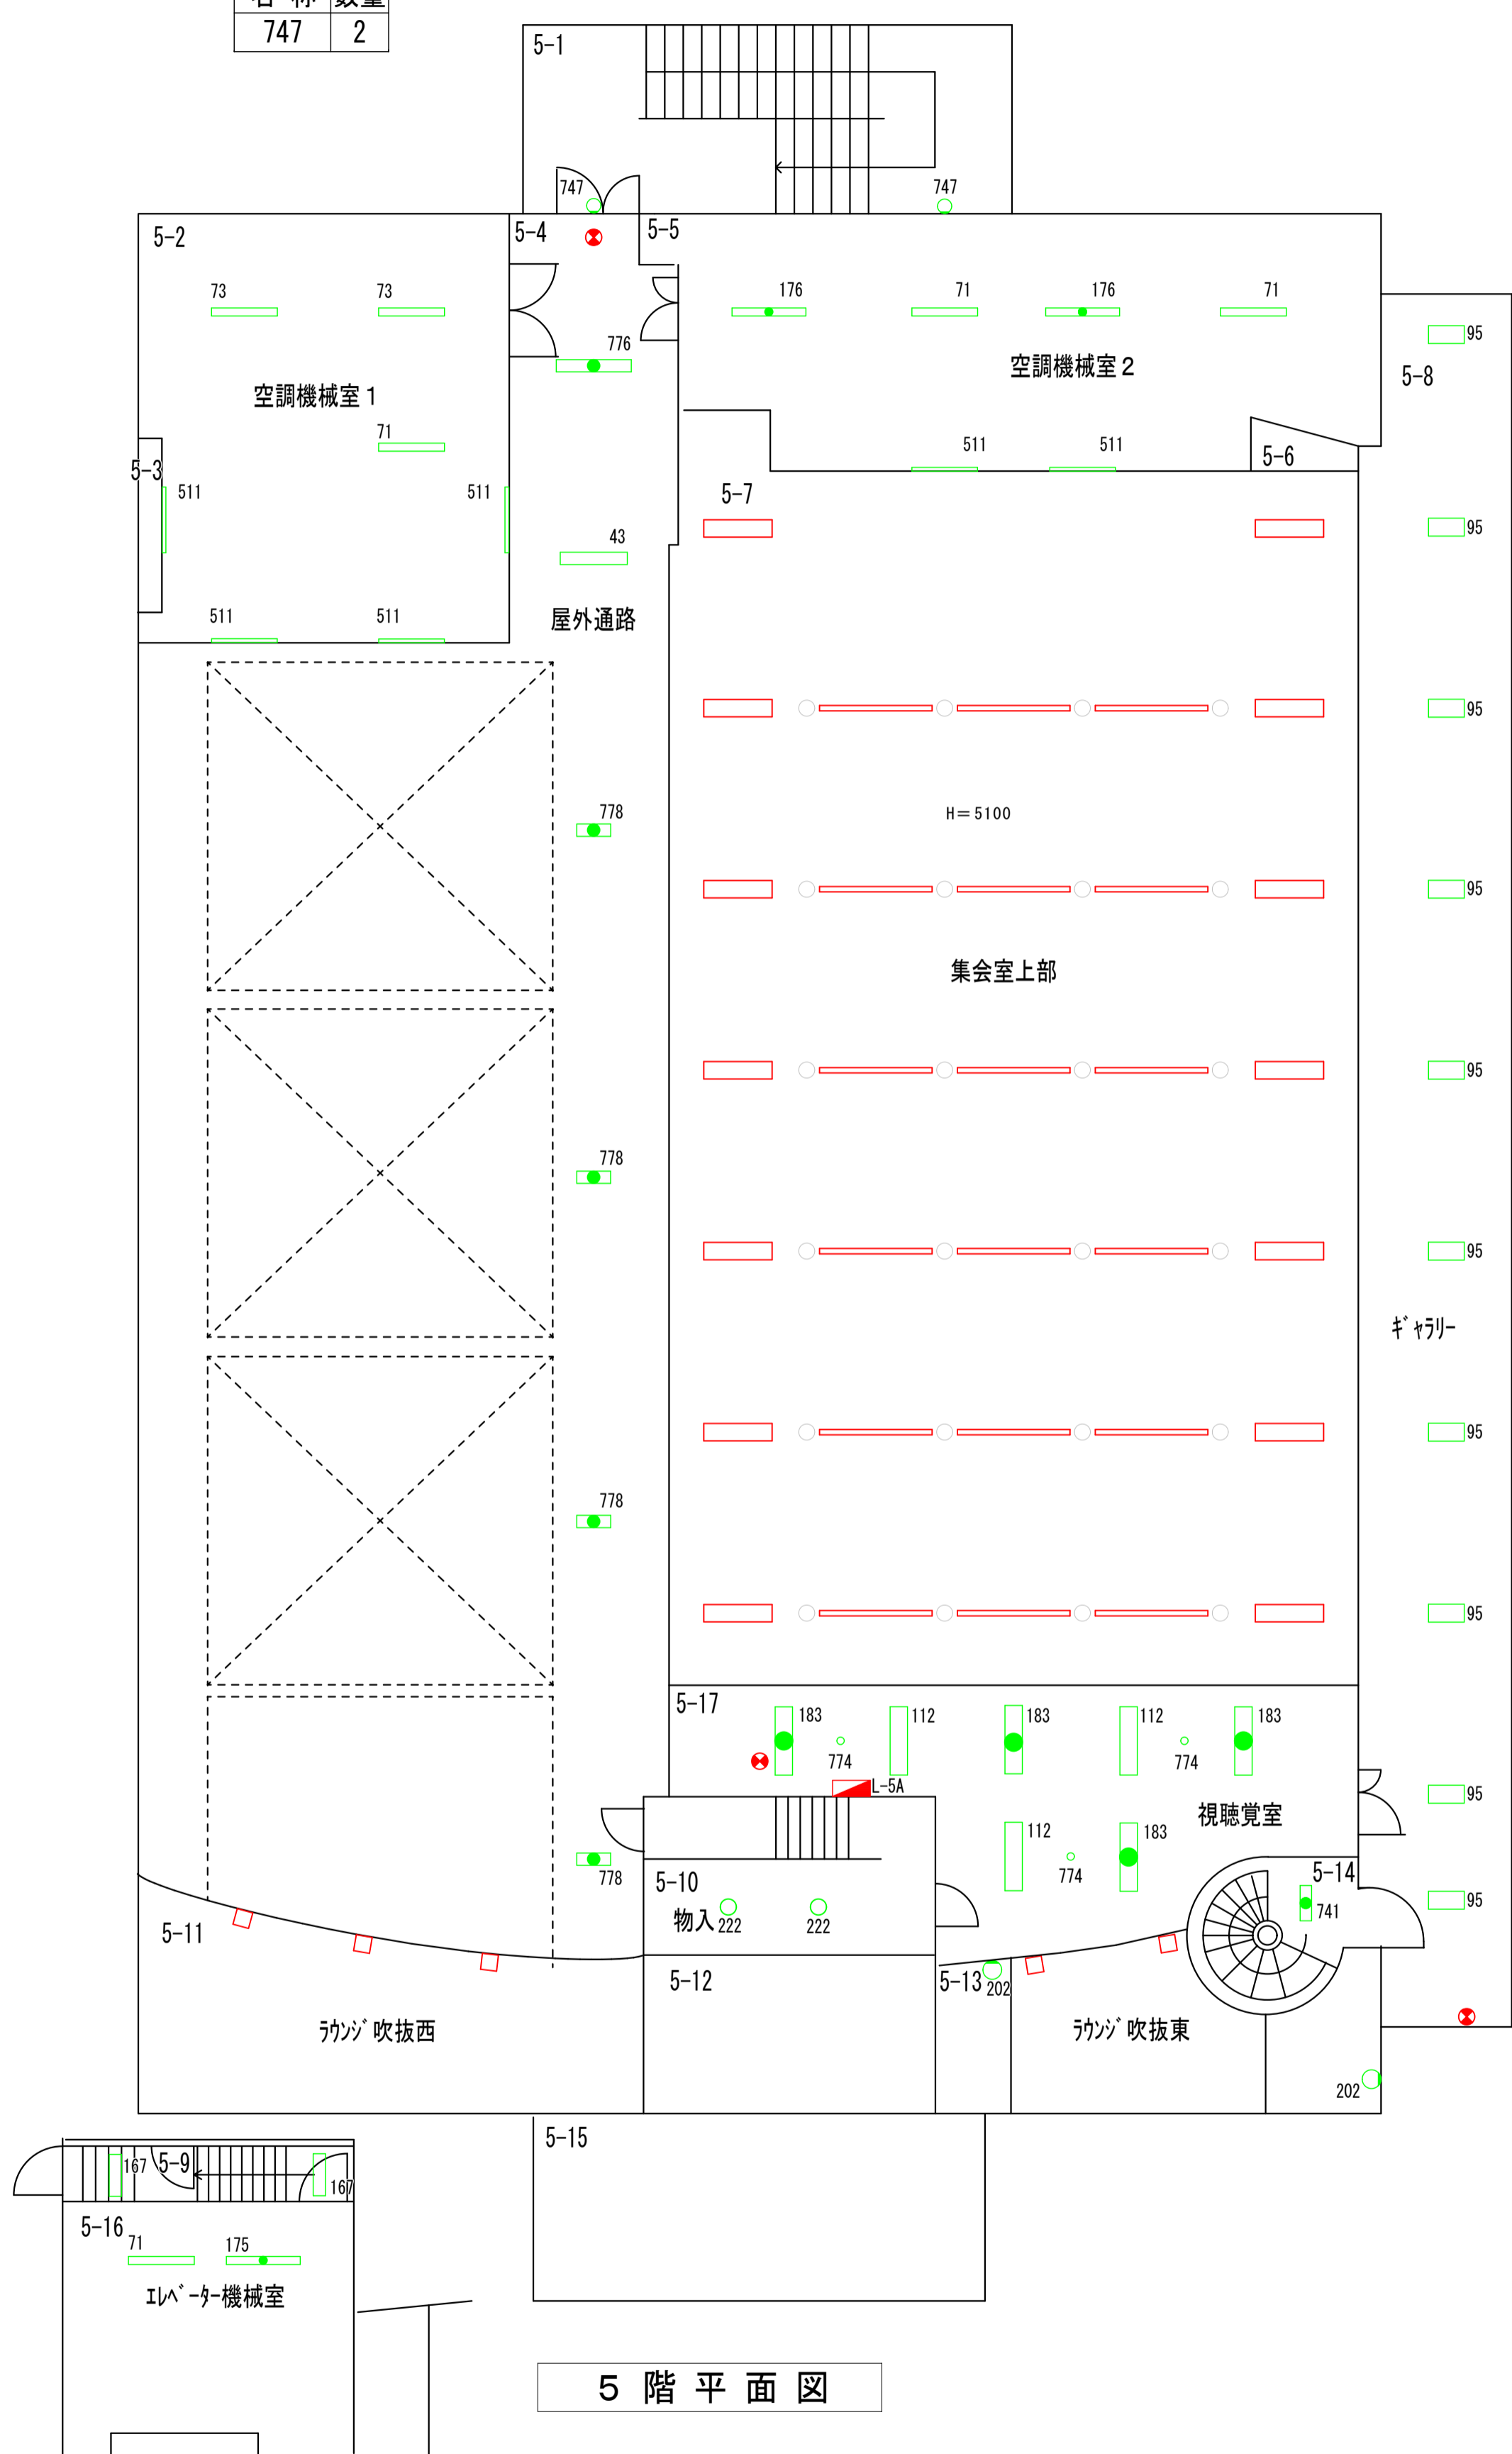 名 称 数量
747 2
5-1
747 747
5-2 5-4 5-5
73 73 176 71 176 71
95
776
空調機械室2
5-8
空調機械室1
71
511 511
5-6
5-3
511 511
5-7
95
43
511 511
屋外通路
95
778
H=5100
95
集会室上部
95
778
95
ギャラリー
95
778
95
5-17
183 112 183 112 183
774 774
L-5A
95
視聴覚室
112 183
774
778
5-10
物入
222 222
5-14
741
95
5-11
5-12
5-13
202
ラウンジ吹抜西
ラウンジ吹抜東
202
5-15
167 5-9 167
5-16
71 175
エレベーター機械室
5階平面図